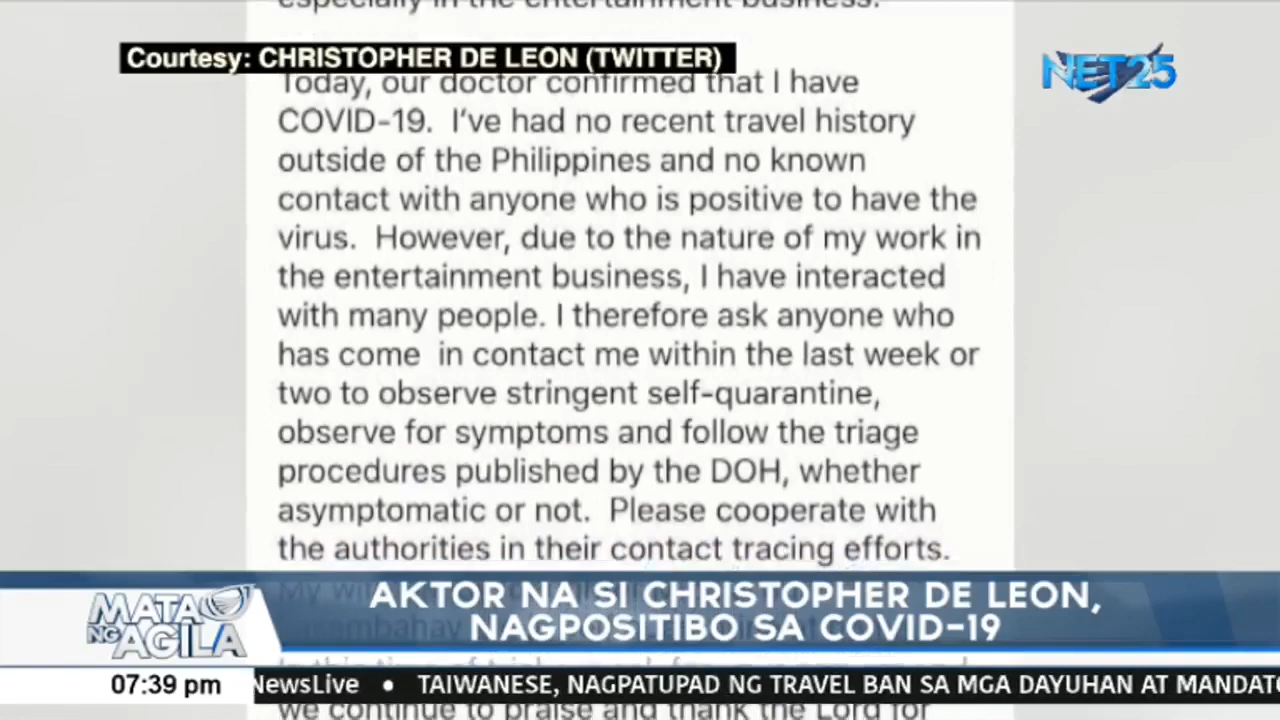 especially in the entertainment business.
Courtesy: CHRISTOPHER DE LEON (TWITTER)
NET25
Today, our doctor confirmed that I have
COVID-19. I've had no recent travel history
outside of the Philippines and no known
contact with anyone who is positive to have the
virus. However, due to the nature of my work in
the entertainment business, I have interacted
with many people. I therefore ask anyone who
has come in contact me within the last week or
two to observe stringent self-quarantine,
observe for symptoms and follow the triage
procedures published by the DOH, whether
asymptomatic or not. Please cooperate with
the authorities in their contact tracing efforts.
MATA NG AGILA
AKTOR NA SI CHRISTOPHER DE LEON,
NAGPOSITIBO SA COVID-19
07:39 pm
NewsLive • TAIWANESE, NAGPATUPAD NG TRAVEL BAN SA MGA DAYUHAN AT MANDATO
we continue to praise and thank the Lord for